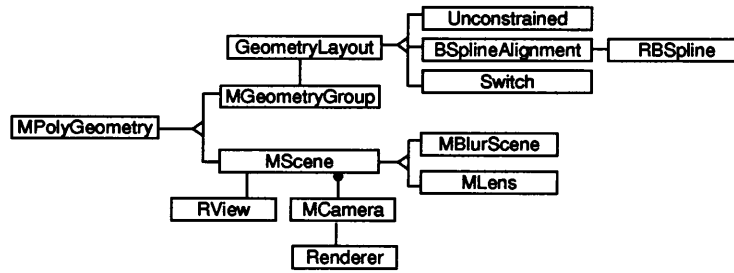 Unconstrained
GeometryLayout
BSplineAlignment
RBSpline
Switch
MGeometryGroup
MPolyGeometry
MBlurScene
MScene
MLens
RView
MCamera
Renderer